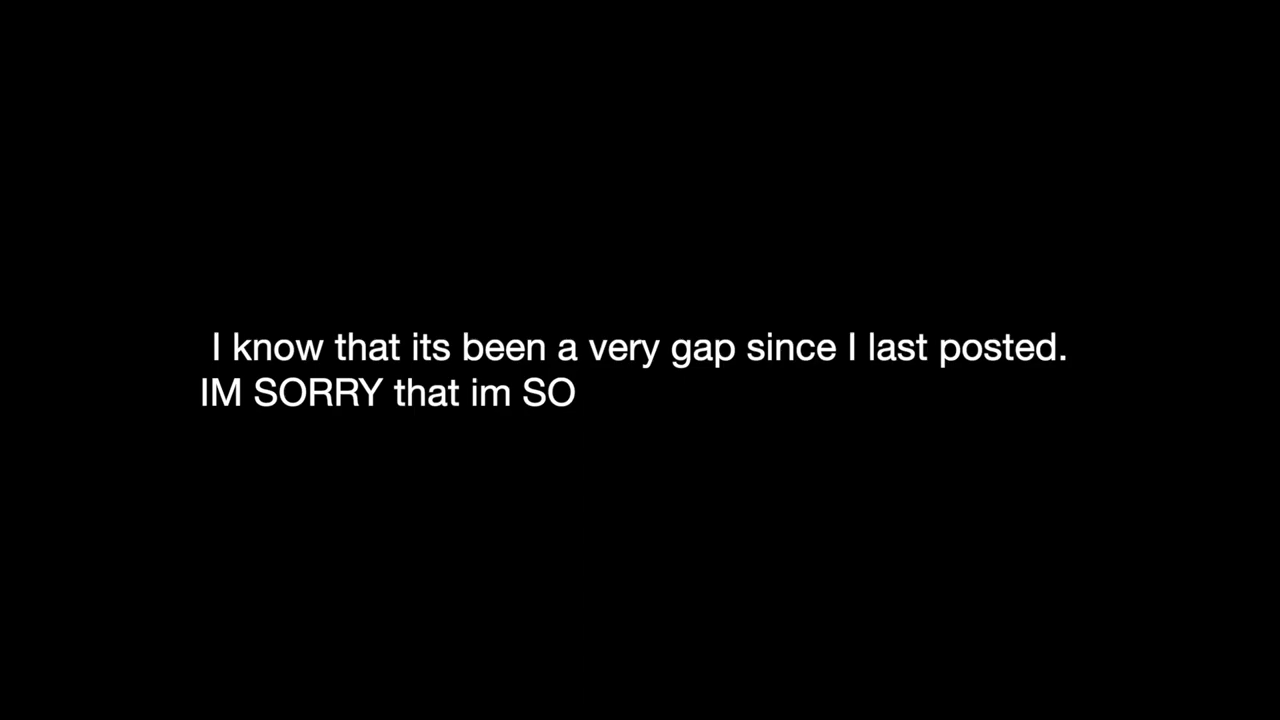 I know that its been a very gap since I last posted.
IM SORRY that im SO